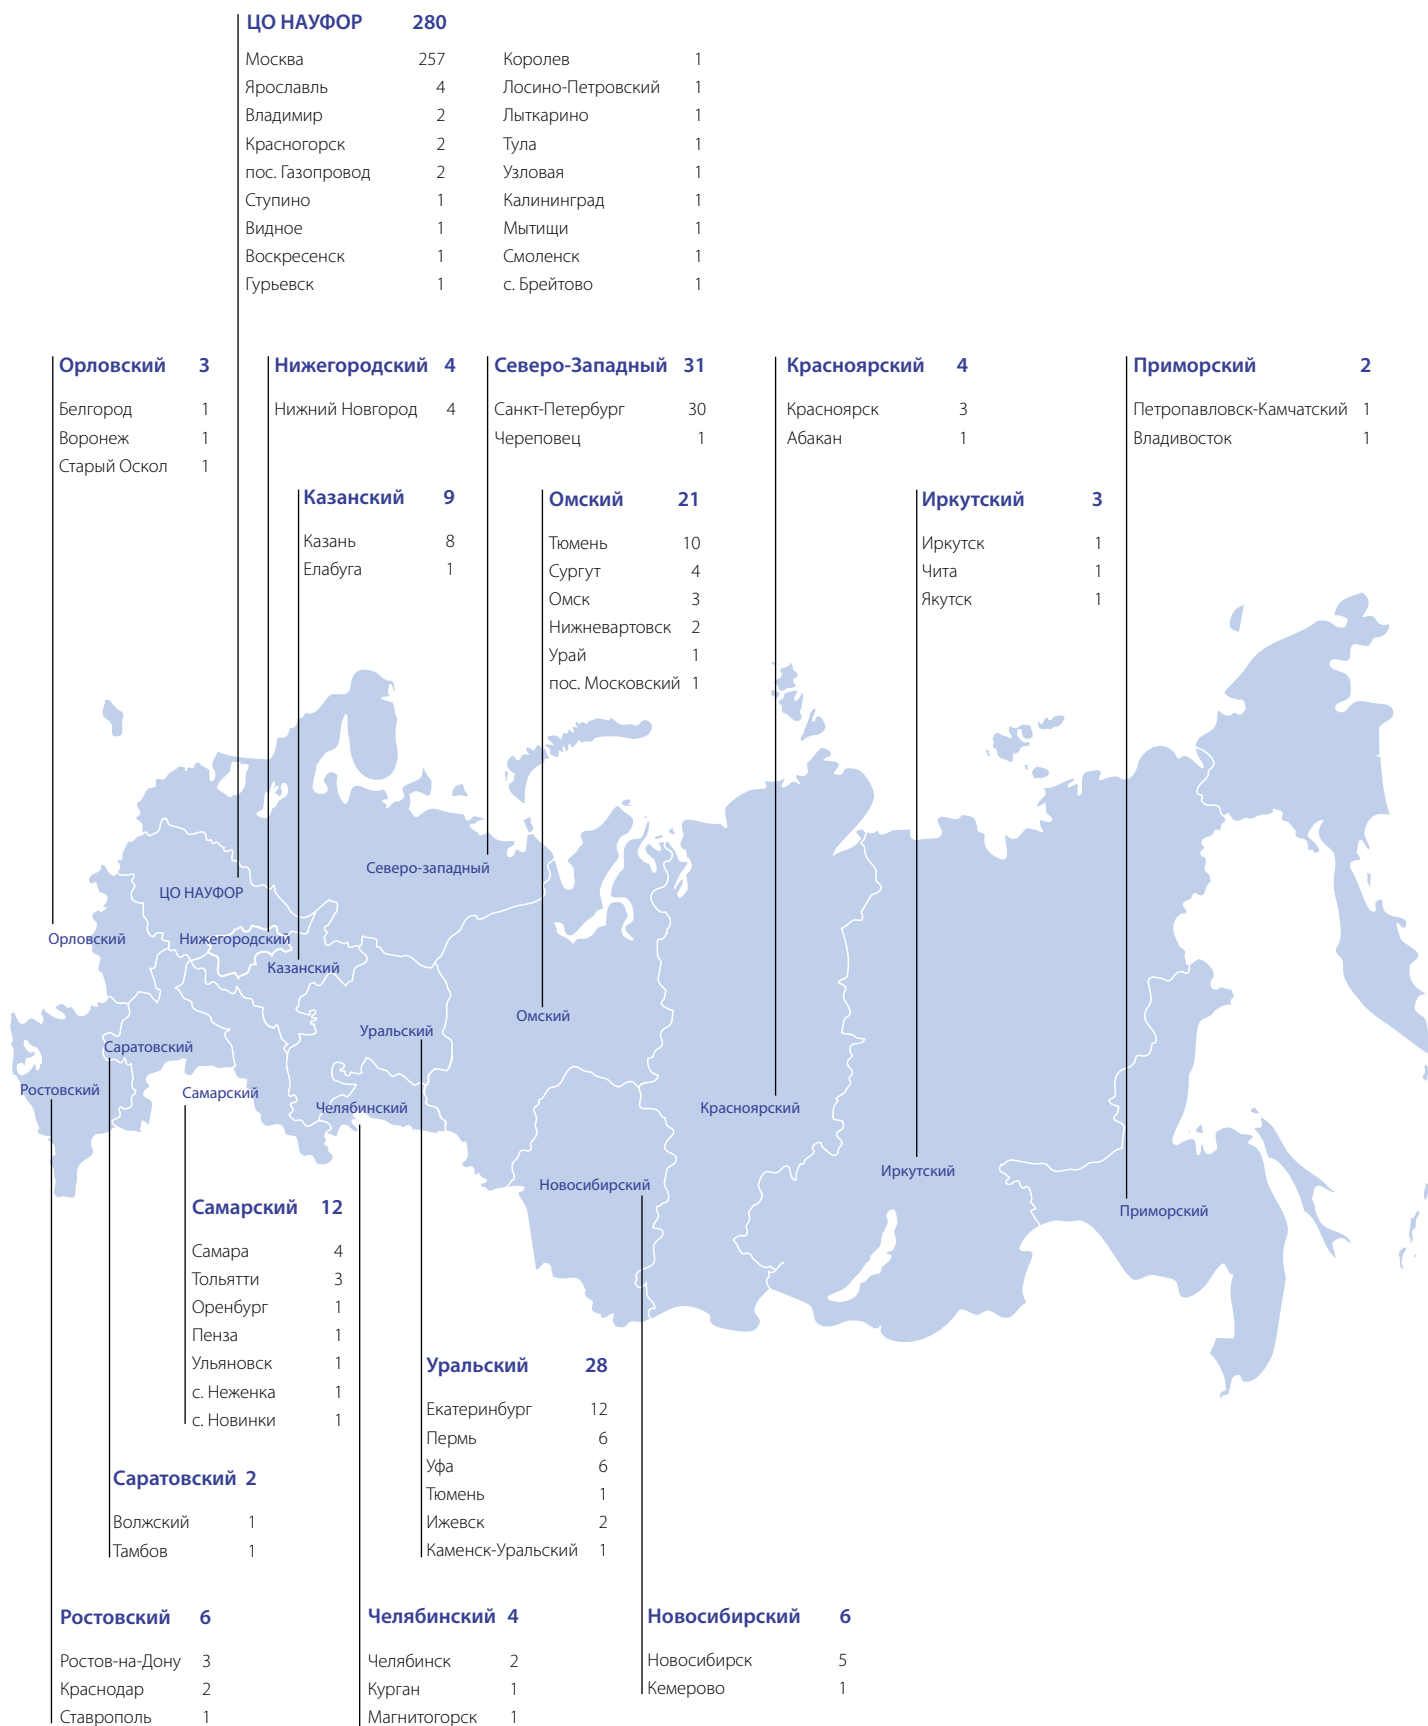 ЦО НАУФОР 280
Москва 257
Ярославль 4
Владимир 2
Красногорск 2
пос. Газопровод 2
Ступино 1
Видное 1
Воскресенск 1
Гурьевск 1
Королев 1
Лосино-Петровский 1
Лыткарино 1
Тула 1
Узловая 1
Калининград 1
Мытищи 1
Смоленск 1
с. Брейтово 1
Орловский 3
Белгород 1
Воронеж 1
Старый Оскол 1
Нижегородский 4
Нижний Новгород 4
Северо-Западный 31
Санкт-Петербург 30
Череповец 1
Красноярский 4
Красноярск 3
Абакан 1
Приморский 2
Петропавловск-Камчатский 1
Владивосток 1
Казанский 9
Казань 8
Елабуга 1
Омский 21
Тюмень 10
Сургут 4
Омск 3
Нижневартовск 2
Урай 1
пос. Московский 1
Иркутский 3
Иркутск 1
Чита 1
Якутск 1
Северо-западный
ЦО НАУФОР
Орловский
Нижегородский
Казанский
Омский
Уральский
Саратовский
Ростовский
Самарский
Челябинский
Красноярский
Иркутский
Новосибирский
Приморский
Самарский 12
Самара 4
Тольятти 3
Оренбург 1
Пенза 1
Ульяновск 1
с. Неженка 1
с. Новинки 1
Уральский 28
Екатеринбург 12
Пермь 6
Уфа 6
Тюмень 1
Ижевск 2
Каменск-Уральский 1
Саратовский 2
Волжский 1
Тамбов 1
Ростовский 6
Ростов-на-Дону 3
Краснодар 2
Ставрополь 1
Челябинский 4
Челябинск 2
Курган 1
Магнитогорск 1
Новосибирский 6
Новосибирск 5
Кемерово 1